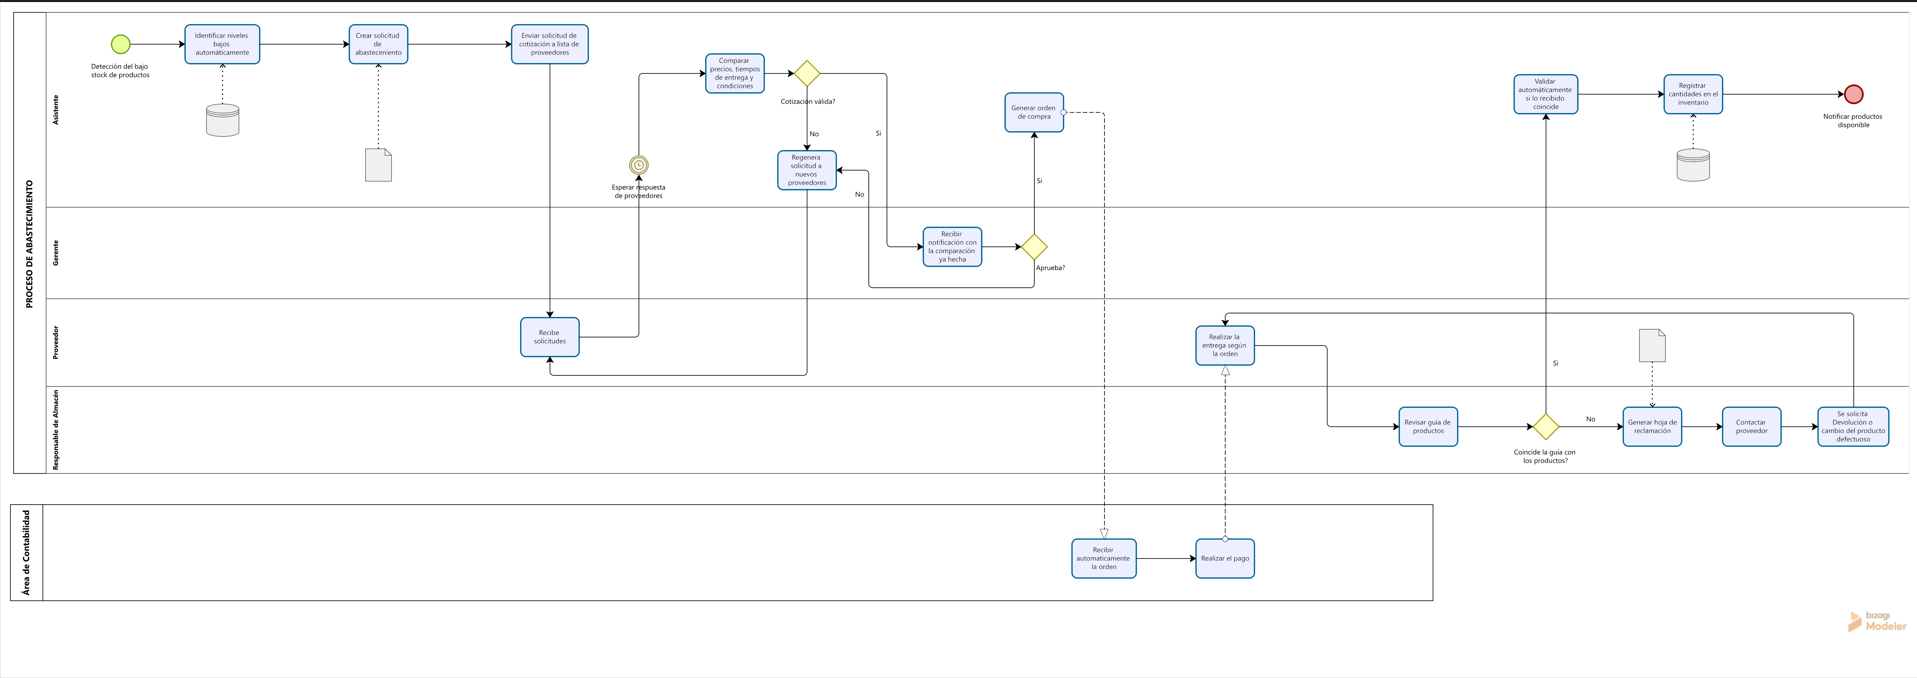 PROCESO DE ABASTECIMIENTO
Asistente
Detección del bajo
stock de productos
Identificar niveles
bajos
automáticamente
Crear solicitud
de
abastecimiento
Enviar solicitud de
cotización a lista de
proveedores
Esperar respuesta
de proveedores
Comparar
precios, tiempos
de entrega y
condiciones
Cotización válida?
No
Si
Regenera
solicitud a
nuevos
proveedores
No
Generar orden
de compra
Si
Validar
automáticamente
si lo recibido
coincide
Registrar
cantidades en el
inventario
Notificar productos
disponible
Gerente
Recibir
notificación con
la comparación
ya hecha
Aprueba?
Proveedor
Recibe
solicitudes
Realizar la
entrega según
la orden
Si
Responsable de Almacén
Revisar guía de
productos
Coincide la guia con
los productos?
No
Generar hoja de
reclamación
Contactar
proveedor
Se solicita
Devolución o
cambio del producto
defectuoso
Área de Contabilidad
Recibir
automaticamente
la orden
Realizar el pago
bizagi
Modeler